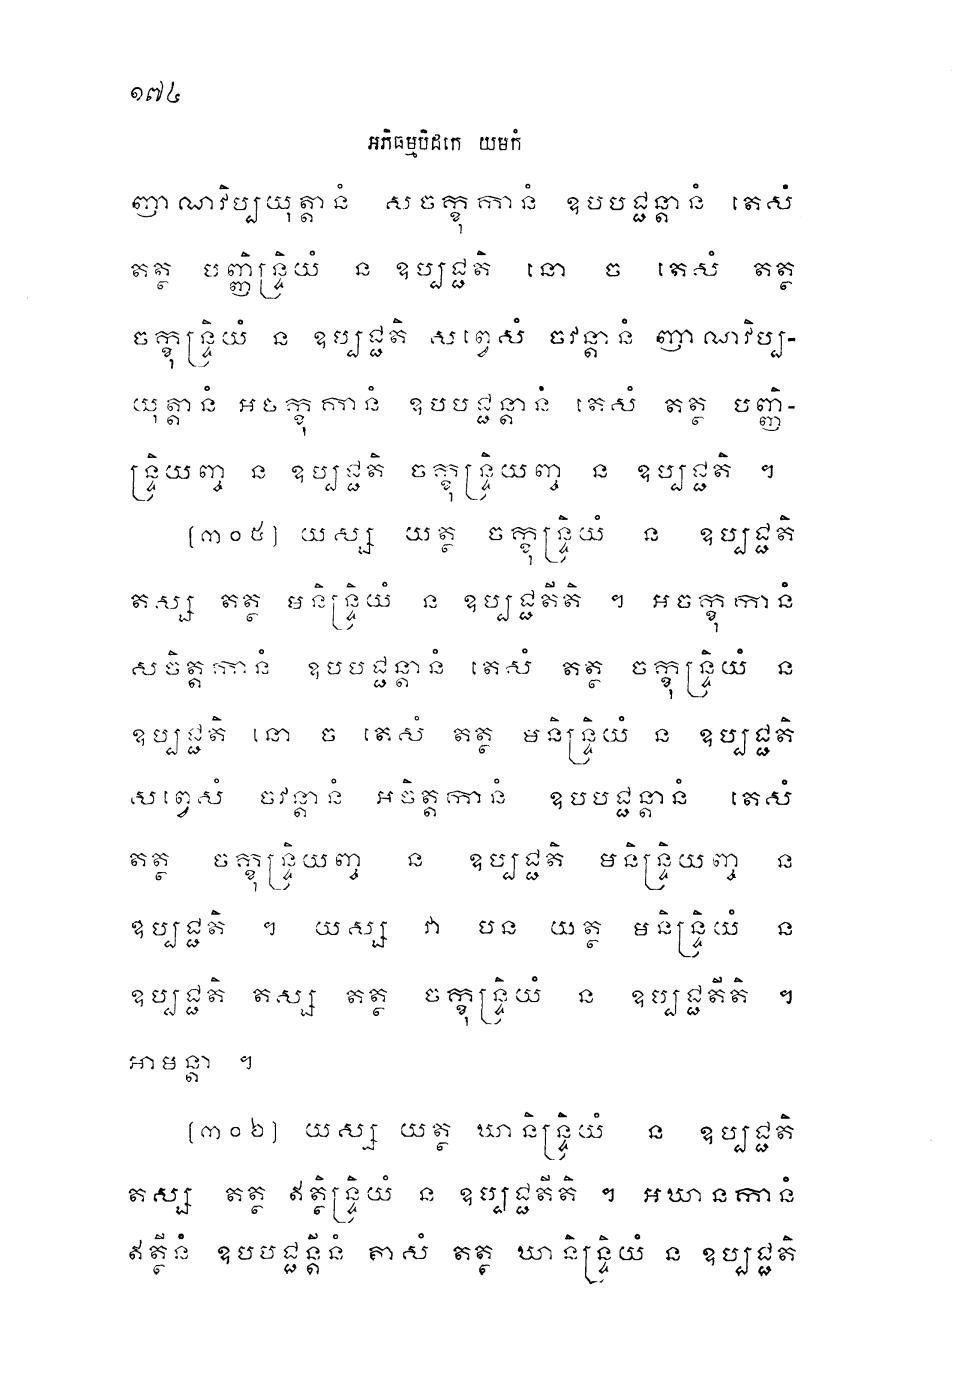 ១៧៤
អភិធម្មបិដកេ យមកំ
ញាណវិប្បយុត្តានំ សចក្ខុកានំ ឧបបជ្ជន្តានំ តេសំ
តត្ថ បញ្ញិន្ទ្រិយំ ន ឧប្បជ្ជតិ នោ ច តេសំ តត្ថ
ចក្ខុន្ទ្រិយំ ន ឧប្បជ្ជតិ សព្វេសំ ចវន្តានំ ញាណវិប្ប-
យុត្តានំ អចក្ខុកានំ ឧបបជ្ជន្តានំ តេសំ តត្ថ បញ្ញិ-
ន្ទ្រិយញ្ច ន ឧប្បជ្ជតិ ចក្ខុន្ទ្រិយញ្ច ន ឧប្បជ្ជតិ ។
(៣០៥) យស្ស យត្ថ ចក្ខុន្ទ្រិយំ ន ឧប្បជ្ជតិ
តស្ស តត្ថ មនិន្ទ្រិយំ ន ឧប្បជ្ជតីតិ ។ អចក្ខុកានំ
សចិត្តកានំ ឧបបជ្ជន្តានំ តេសំ តត្ថ ចក្ខុន្ទ្រិយំ ន
ឧប្បជ្ជតិ នោ ច តេសំ តត្ថ មនិន្ទ្រិយំ ន ឧប្បជ្ជតិ
សព្វេសំ ចវន្តានំ អចិត្តកានំ ឧបបជ្ជន្តានំ តេសំ
តត្ថ ចក្ខុន្ទ្រិយញ្ច ន ឧប្បជ្ជតិ មនិន្ទ្រិយញ្ច ន
ឧប្បជ្ជតិ ។ យស្ស វា បន យត្ថ មនិន្ទ្រិយំ ន
ឧប្បជ្ជតិ តស្ស តត្ថ ចក្ខុន្ទ្រិយំ ន ឧប្បជ្ជតីតិ ។
អាមន្តា ។
(៣០៦) យស្ស យត្ថ ឃានិន្ទ្រិយំ ន ឧប្បជ្ជតិ
តស្ស តត្ថ ឥត្ថិន្ទ្រិយំ ន ឧប្បជ្ជតីតិ ។ អឃានកានំ
ឥត្ថីនំ ឧបបជ្ជន្តីនំ តាសំ តត្ថ ឃានិន្ទ្រិយំ ន ឧប្បជ្ជតិ